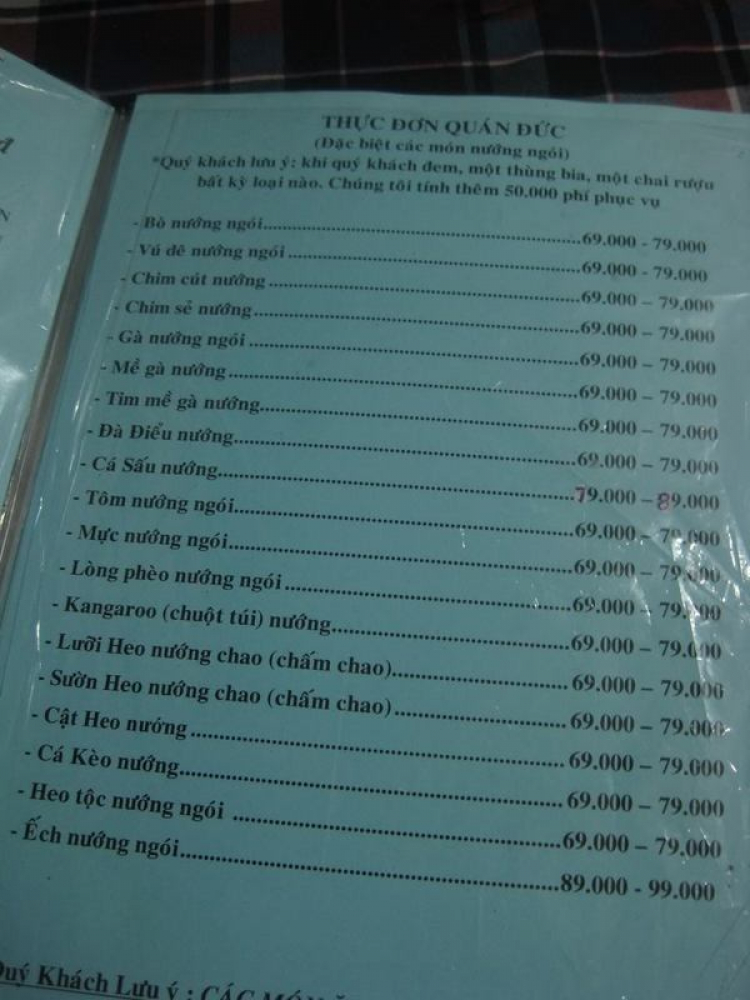 THỰC ĐƠN QUÁN ĐỨC
(Đặc biệt các món nướng ngói)
*Quý khách lưu ý: khi quý khách đem, một thùng bia, một chai rượu
bất kỳ loại nào. Chúng tôi tính thêm 50.000 phí phục vụ
- Bò nướng ngói....................69.000 - 79.000
- Vú dê nướng ngói....................69.000 - 79.000
- Chim cút nướng....................69.000 – 79.000
- Chim sẻ nướng....................69.000 – 79.000
- Gà nướng ngói....................69.000 – 79.000
- Mề gà nướng....................69.000 – 79.000
- Tim mề gà nướng....................69.000 – 79.000
- Đà Điểu nướng....................69.000 – 79.000
- Cá Sấu nướng....................79.000 – 89.000
- Tôm nướng ngói....................69.000 – 79.000
- Mực nướng ngói....................69.000 – 79.000
- Lòng phèo nướng ngói....................69.000 – 79.000
- Kangaroo (chuột túi) nướng....................69.000 – 79.000
- Lưỡi Heo nướng chao (chấm chao)....................69.000 – 79.000
- Sườn Heo nướng chao (chấm chao)....................69.000 – 79.000
- Cật Heo nướng....................69.000 – 79.000
- Cá Kèo nướng....................69.000 – 79.000
- Heo tộc nướng ngói....................69.000 – 79.000
- Ếch nướng ngói....................89.000 - 99.000
Quý Khách Lưu ý : CÁC MÓN